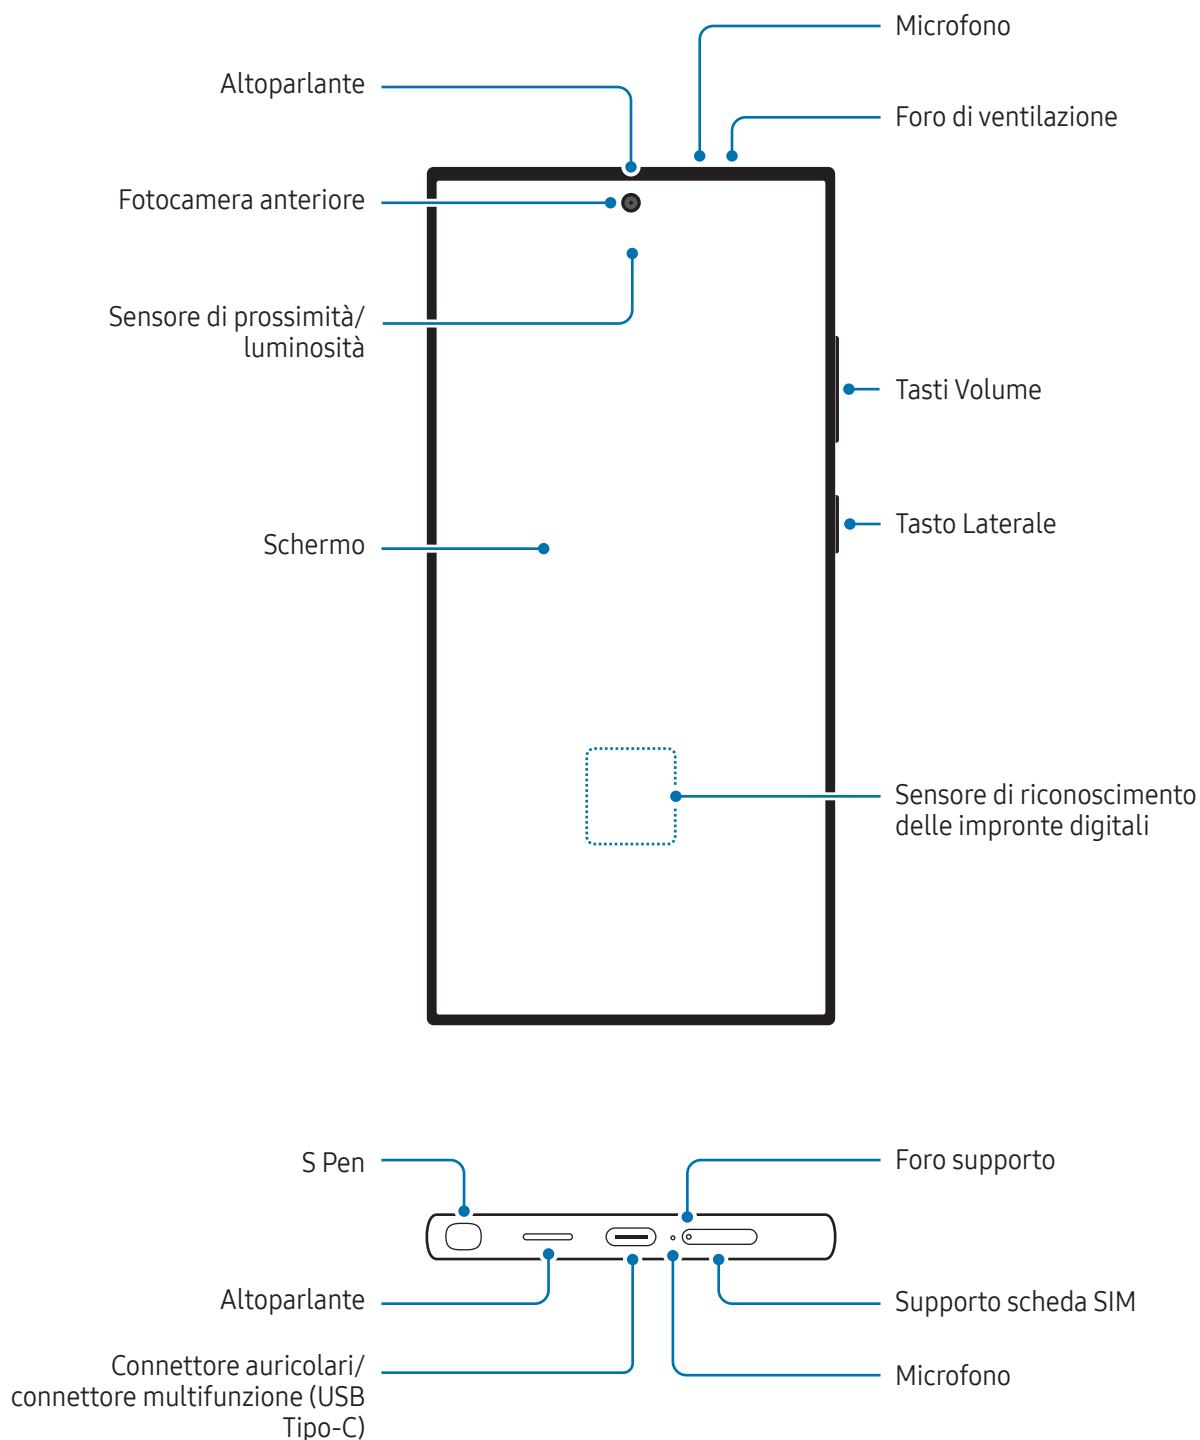 Microfono
Altoparlante
Foro di ventilazione
Fotocamera anteriore
Sensore di prossimità/
luminosità
Tasti Volume
Tasto Laterale
Schermo
Sensore di riconoscimento
delle impronte digitali
S Pen
Foro supporto
Altoparlante
Supporto scheda SIM
Connettore auricolari/
connettore multifunzione (USB
Tipo-C)
Microfono